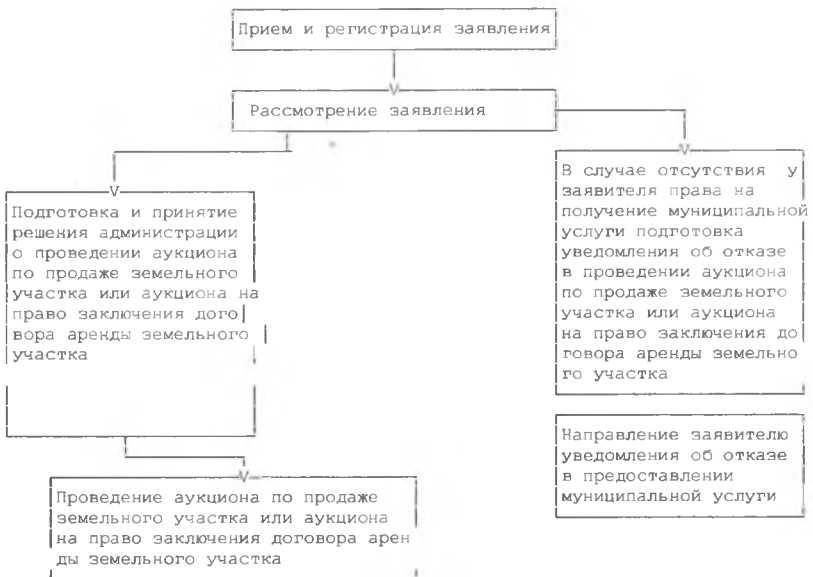 Прием и регистрация заявления
Рассмотрение заявления
Подготовка и принятие
решения администрации
о проведении аукциона
по продаже земельного
участка или аукциона на
право заключения дого
вора аренды земельного
участка
В случае отсутствия у
заявителя права на
получение муниципальной
услуги подготовка
уведомления об отказе
в проведении аукциона
по продаже земельного
участка или аукциона
на право заключения до
говора аренды земельно
го участка
Направление заявителю
уведомления об отказе
в предоставлении
муниципальной услуги
Проведение аукциона по продаже
земельного участка или аукциона
на право заключения договора арен
ды земельного участка